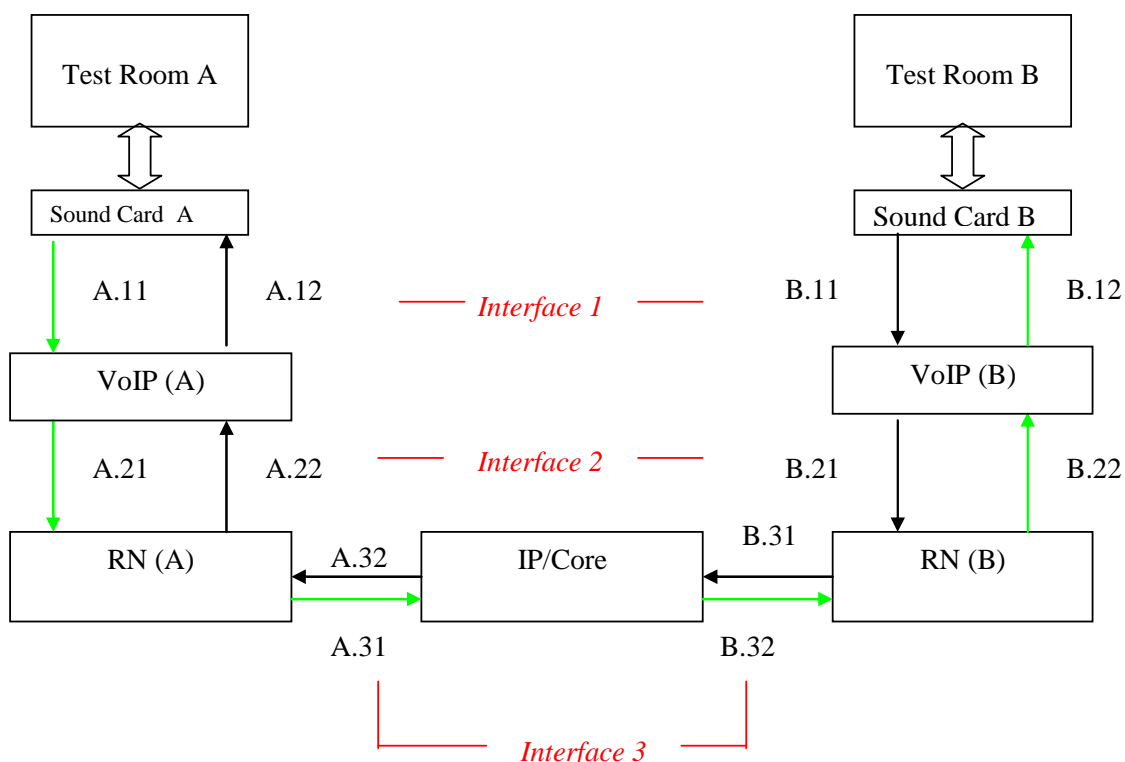 Test Room A
Test Room B
Sound Card A
Sound Card B
A.11
A.12
Interface 1
B.11
B.12
VoIP (A)
VoIP (B)
A.21
A.22
Interface 2
B.21
B.22
RN (A)
A.32
IP/Core
B.31
RN (B)
A.31
B.32
Interface 3